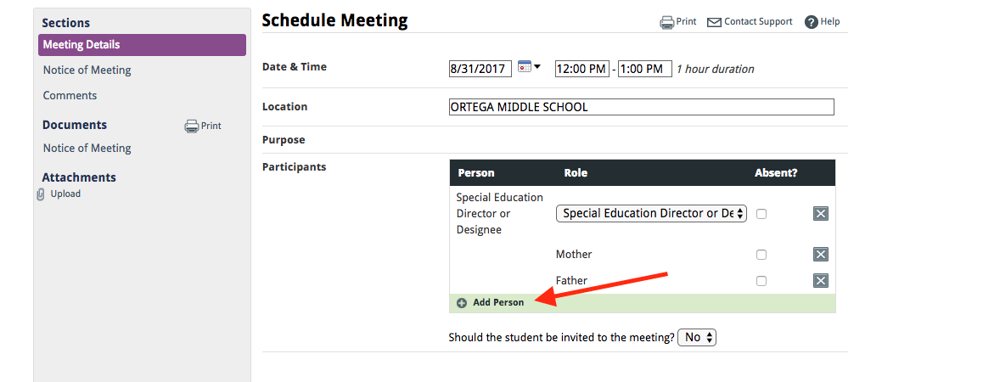 Sections
Meeting Details
Notice of Meeting
Comments
Documents Print
Notice of Meeting
Attachments
Upload
Schedule Meeting
Print Contact Support Help
Date & Time 8/31/2017 12:00 PM - 1:00 PM 1 hour duration
Location ORTEGA MIDDLE SCHOOL
Purpose
Participants
Person Role Absent?
Special Education
Director or
Designee
Special Education Director or De
Mother
Father
Add Person
Should the student be invited to the meeting? No